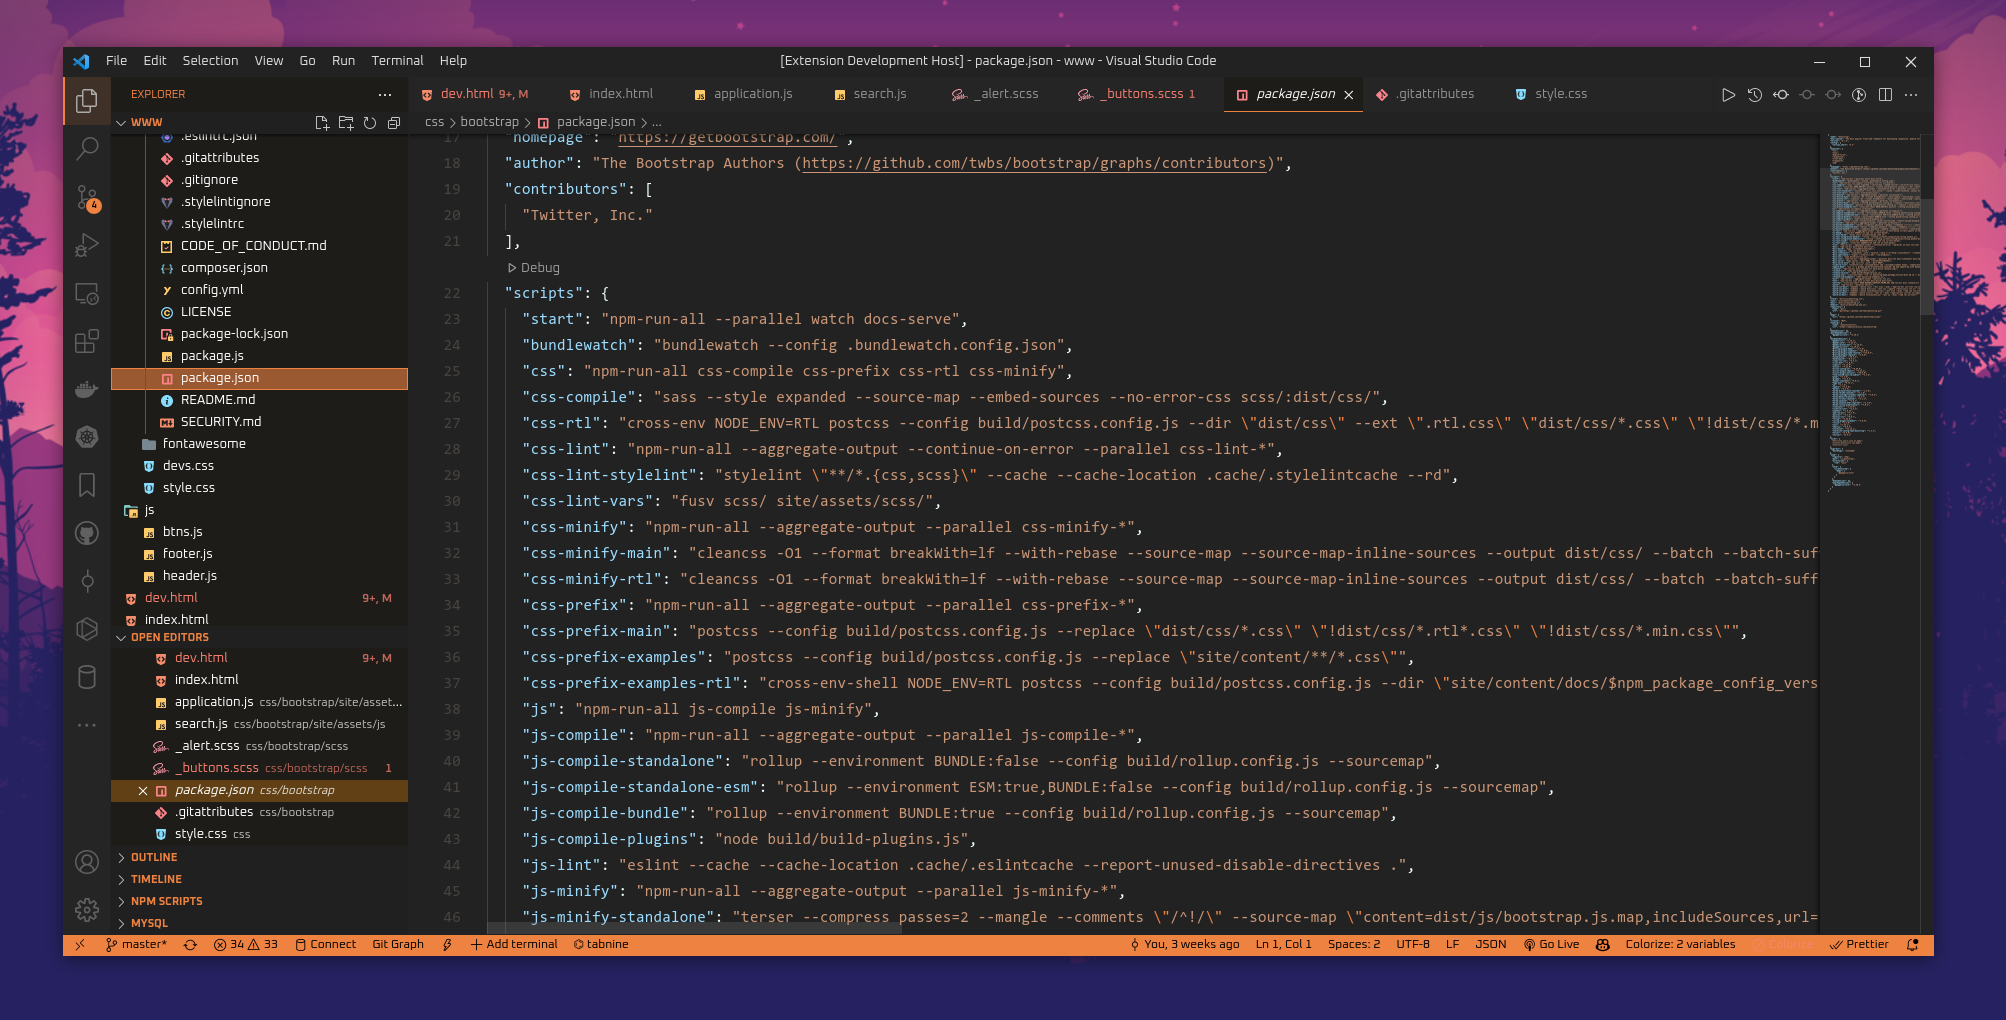 File Edit Selection View Go Run Terminal Help
[Extension Development Host] - package.json - www - Visual Studio Code
EXPLORER
WWW
.eslintrc.json
.gitattributes
.gitignore
.stylelintignore
.stylelintrc
CODE_OF_CONDUCT.md
composer.json
config.yml
LICENSE
package-lock.json
package.js
package.json
README.md
SECURITY.md
fontawesome
devs.css
style.css
js
btns.js
footer.js
header.js
dev.html 9+, M
index.html
4
OPEN EDITORS
dev.html 9+, M
index.html
application.js css/bootstrap/site/asset...
search.js css/bootstrap/site/assets/js
_alert.scss css/bootstrap/scss
_buttons.scss css/bootstrap/scss 1
package.json css/bootstrap
.gitattributes css/bootstrap
style.css css
OUTLINE
TIMELINE
NPM SCRIPTS
MYSQL
dev.html 9+, M index.html application.js search.js _alert.scss _buttons.scss 1 package.json .gitattributes style.css
css > bootstrap > package.json > ...
17 "homepage": "https://getbootstrap.com/",
18 "author": "The Bootstrap Authors (https://github.com/twbs/bootstrap/graphs/contributors)",
19 "contributors": [
20 "Twitter, Inc."
21 ],
Debug
22 "scripts": {
23 "start": "npm-run-all --parallel watch docs-serve",
24 "bundlewatch": "bundlewatch --config .bundlewatch.config.json",
25 "css": "npm-run-all css-compile css-prefix css-rtl css-minify",
26 "css-compile": "sass --style expanded --source-map --embed-sources --no-error-css scss/:dist/css/",
27 "css-rtl": "cross-env NODE_ENV=RTL postcss --config build/postcss.config.js --dir \"dist/css\" --ext \".rtl.css\" \"dist/css/*.css\" \"!dist/css/*.m
28 "css-lint": "npm-run-all --aggregate-output --continue-on-error --parallel css-lint-*",
29 "css-lint-stylelint": "stylelint \"**/*.{css,scss}\" --cache --cache-location .cache/.stylelintcache --rd",
30 "css-lint-vars": "fusv scss/ site/assets/scss/",
31 "css-minify": "npm-run-all --aggregate-output --parallel css-minify-*",
32 "css-minify-main": "cleancss -O1 --format breakWith=lf --with-rebase --source-map --source-map-inline-sources --output dist/css/ --batch --batch-suff
33 "css-minify-rtl": "cleancss -O1 --format breakWith=lf --with-rebase --source-map --source-map-inline-sources --output dist/css/ --batch --batch-suff
34 "css-prefix": "npm-run-all --aggregate-output --parallel css-prefix-*",
35 "css-prefix-main": "postcss --config build/postcss.config.js --replace \"dist/css/*.css\" \"!dist/css/*.rtl*.css\" \"!dist/css/*.min.css\"",
36 "css-prefix-examples": "postcss --config build/postcss.config.js --replace \"site/content/**/*.css\"",
37 "css-prefix-examples-rtl": "cross-env-shell NODE_ENV=RTL postcss --config build/postcss.config.js --dir \"site/content/docs/$npm_package_config_vers
38 "js": "npm-run-all js-compile js-minify",
39 "js-compile": "npm-run-all --aggregate-output --parallel js-compile-*",
40 "js-compile-standalone": "rollup --environment BUNDLE:false --config build/rollup.config.js --sourcemap",
41 "js-compile-standalone-esm": "rollup --environment ESM:true,BUNDLE:false --config build/rollup.config.js --sourcemap",
42 "js-compile-bundle": "rollup --environment BUNDLE:true --config build/rollup.config.js --sourcemap",
43 "js-compile-plugins": "node build/build-plugins.js",
44 "js-lint": "eslint --cache --cache-location .cache/.eslintcache --report-unused-disable-directives .",
45 "js-minify": "npm-run-all --aggregate-output --parallel js-minify-*",
46 "js-minify-standalone": "terser --compress passes=2 --mangle --comments \"/^!/\" --source-map \"content=dist/js/bootstrap.js.map,includeSources,url=
master* 34 33 Connect Git Graph Add terminal tabnine You, 3 weeks ago Ln 1, Col 1 Spaces: 2 UTF-8 LF JSON Go Live Colorize: 2 variables Colorize Prettier